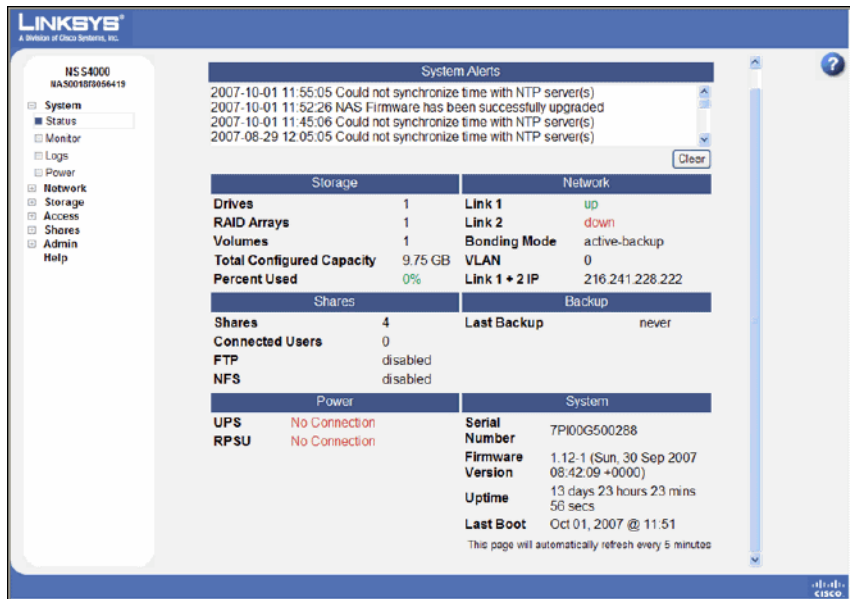 LINKSYS®
A Division of Cisco Systems, Inc.
NSS4000
NAS0018f8056419
System
Status
Monitor
Logs
Power
Network
Storage
Access
Shares
Admin
Help
System Alerts
2007-10-01 11:55:05 Could not synchronize time with NTP server(s)
2007-10-01 11:52:26 NAS Firmware has been successfully upgraded
2007-10-01 11:45:06 Could not synchronize time with NTP server(s)
2007-08-29 12:05:05 Could not synchronize time with NTP server(s)
Clear
Storage
Drives 1
RAID Arrays 1
Volumes 1
Total Configured Capacity 9.75 GB
Percent Used 0%
Network
Link 1 up
Link 2 down
Bonding Mode active-backup
VLAN 0
Link 1 + 2 IP 216.241.228.222
Shares
Shares 4
Connected Users 0
FTP disabled
NFS disabled
Backup
Last Backup never
Power
UPS No Connection
RPSU No Connection
System
Serial Number 7PI00G500288
Firmware Version 1.12-1 (Sun, 30 Sep 2007
08:42:09 +0000)
Uptime 13 days 23 hours 23 mins
56 secs
Last Boot Oct 01, 2007 @ 11:51
This page will automatically refresh every 5 minutes
?
CISCO